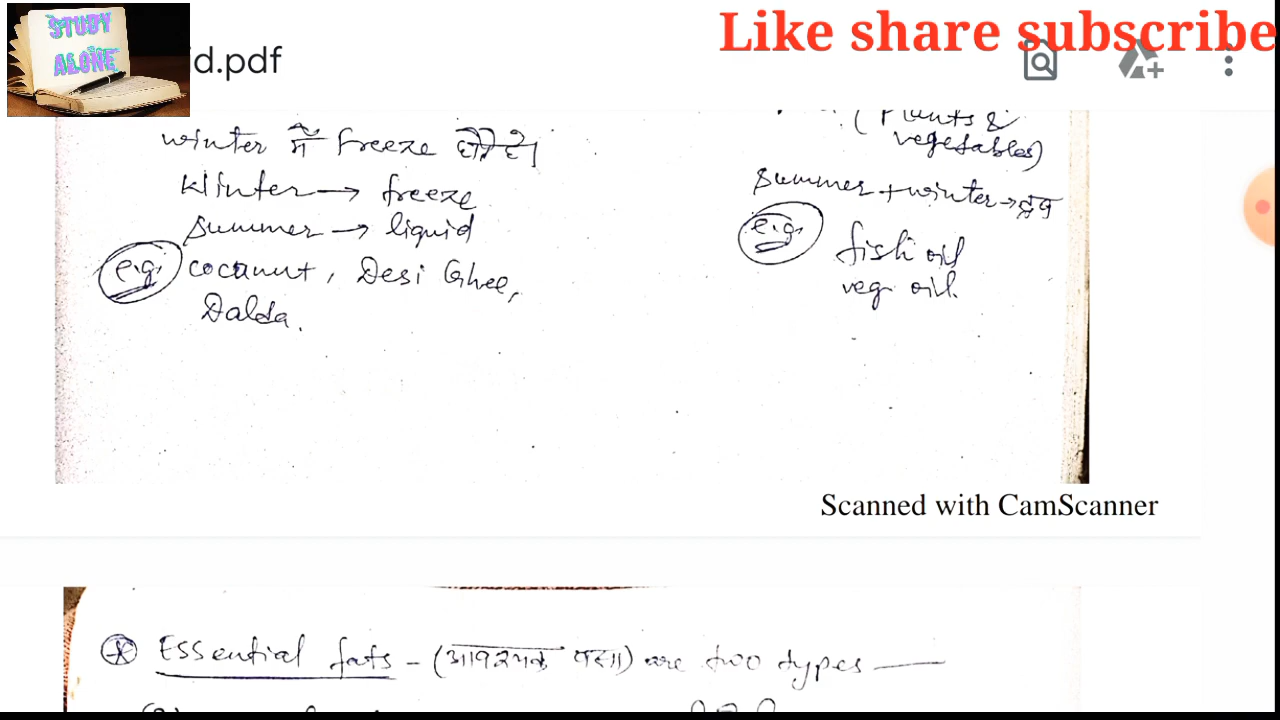 STUDY
ALONE
Like share subscribe
d.pdf
winter में freeze होते है।
Winter → freeze
Summer → liquid
e.g. cocanut, Desi Ghee,
Dalda.
(Plants &
vegetables)
Summer + winter → द्रव
e.g. fish oil
veg. oil.
Scanned with CamScanner
Essential fats - (आवश्यक वसा) are two types —